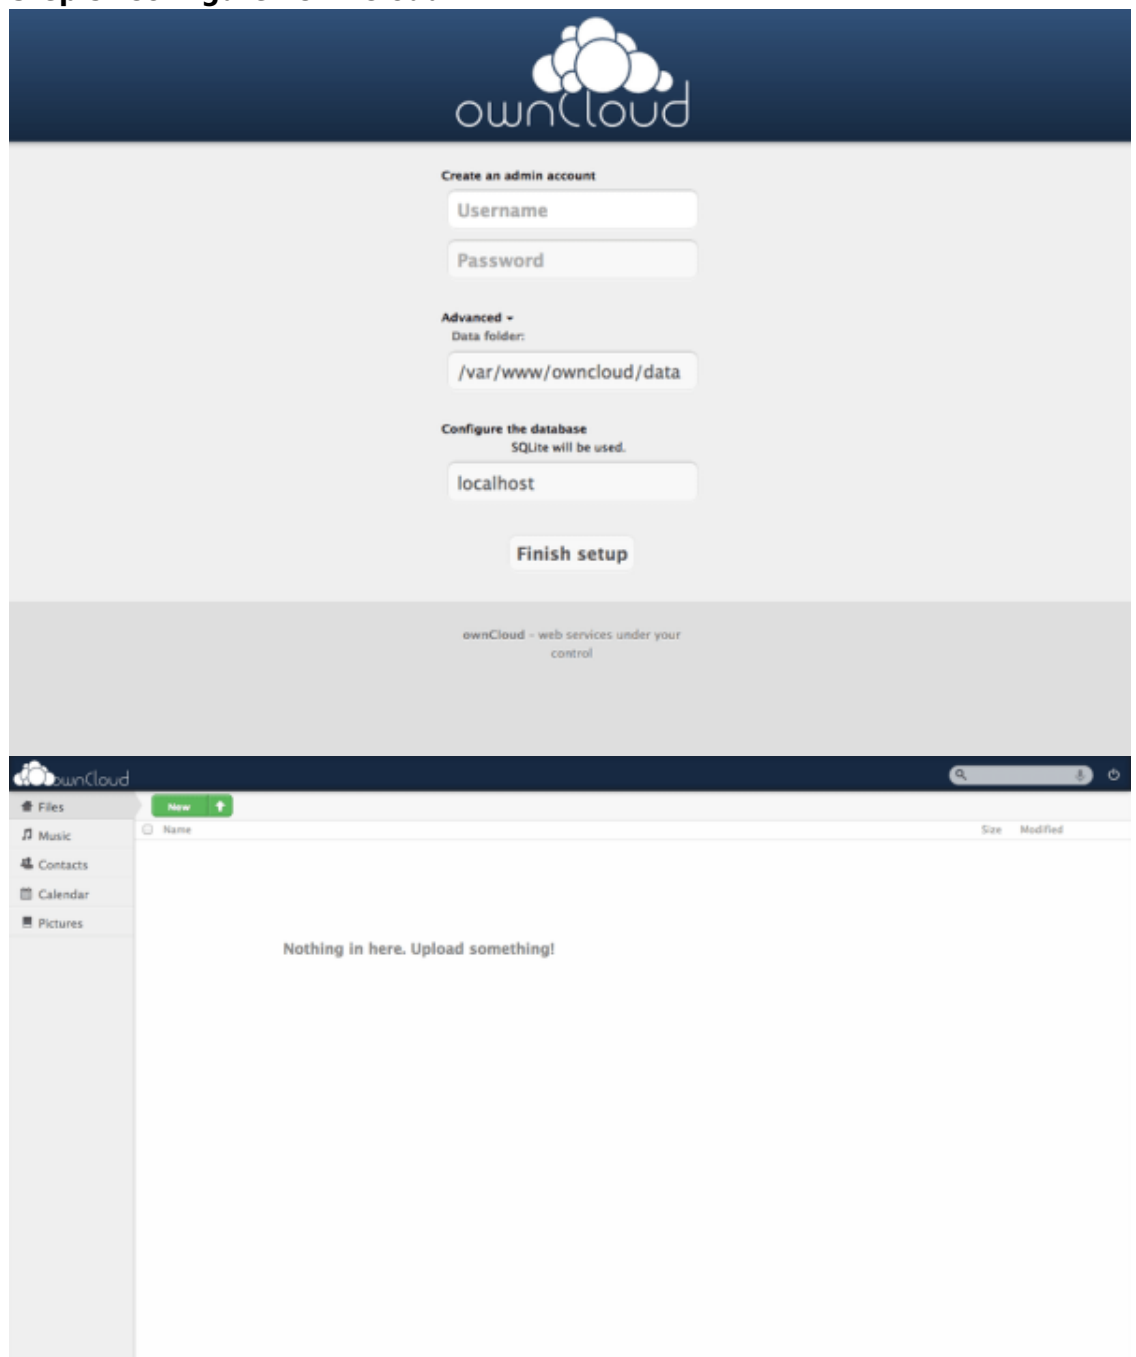 ownCloud
Create an admin account
Username
Password
Advanced
Data folder:
/var/www/owncloud/data
Configure the database
SQLite will be used.
localhost
Finish setup
ownCloud – web services under your
control
ownCloud
Files
New
Name
Size
Modified
Music
Contacts
Calendar
Pictures
Nothing in here. Upload something!